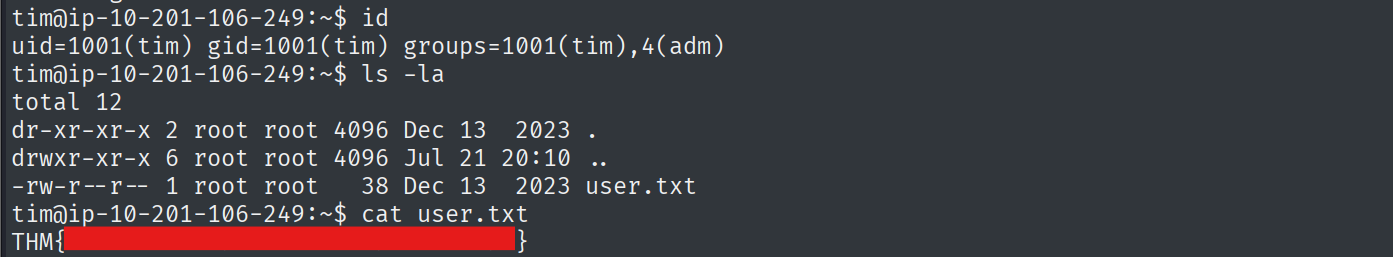 tim@ip-10-201-106-249:~$ id
uid=1001(tim) gid=1001(tim) groups=1001(tim),4(adm)
tim@ip-10-201-106-249:~$ ls -la
total 12
dr-xr-xr-x 2 root root 4096 Dec 13  2023 .
drwxr-xr-x 6 root root 4096 Jul 21 20:10 ..
-rw-r--r-- 1 root root   38 Dec 13  2023 user.txt
tim@ip-10-201-106-249:~$ cat user.txt
THM{}